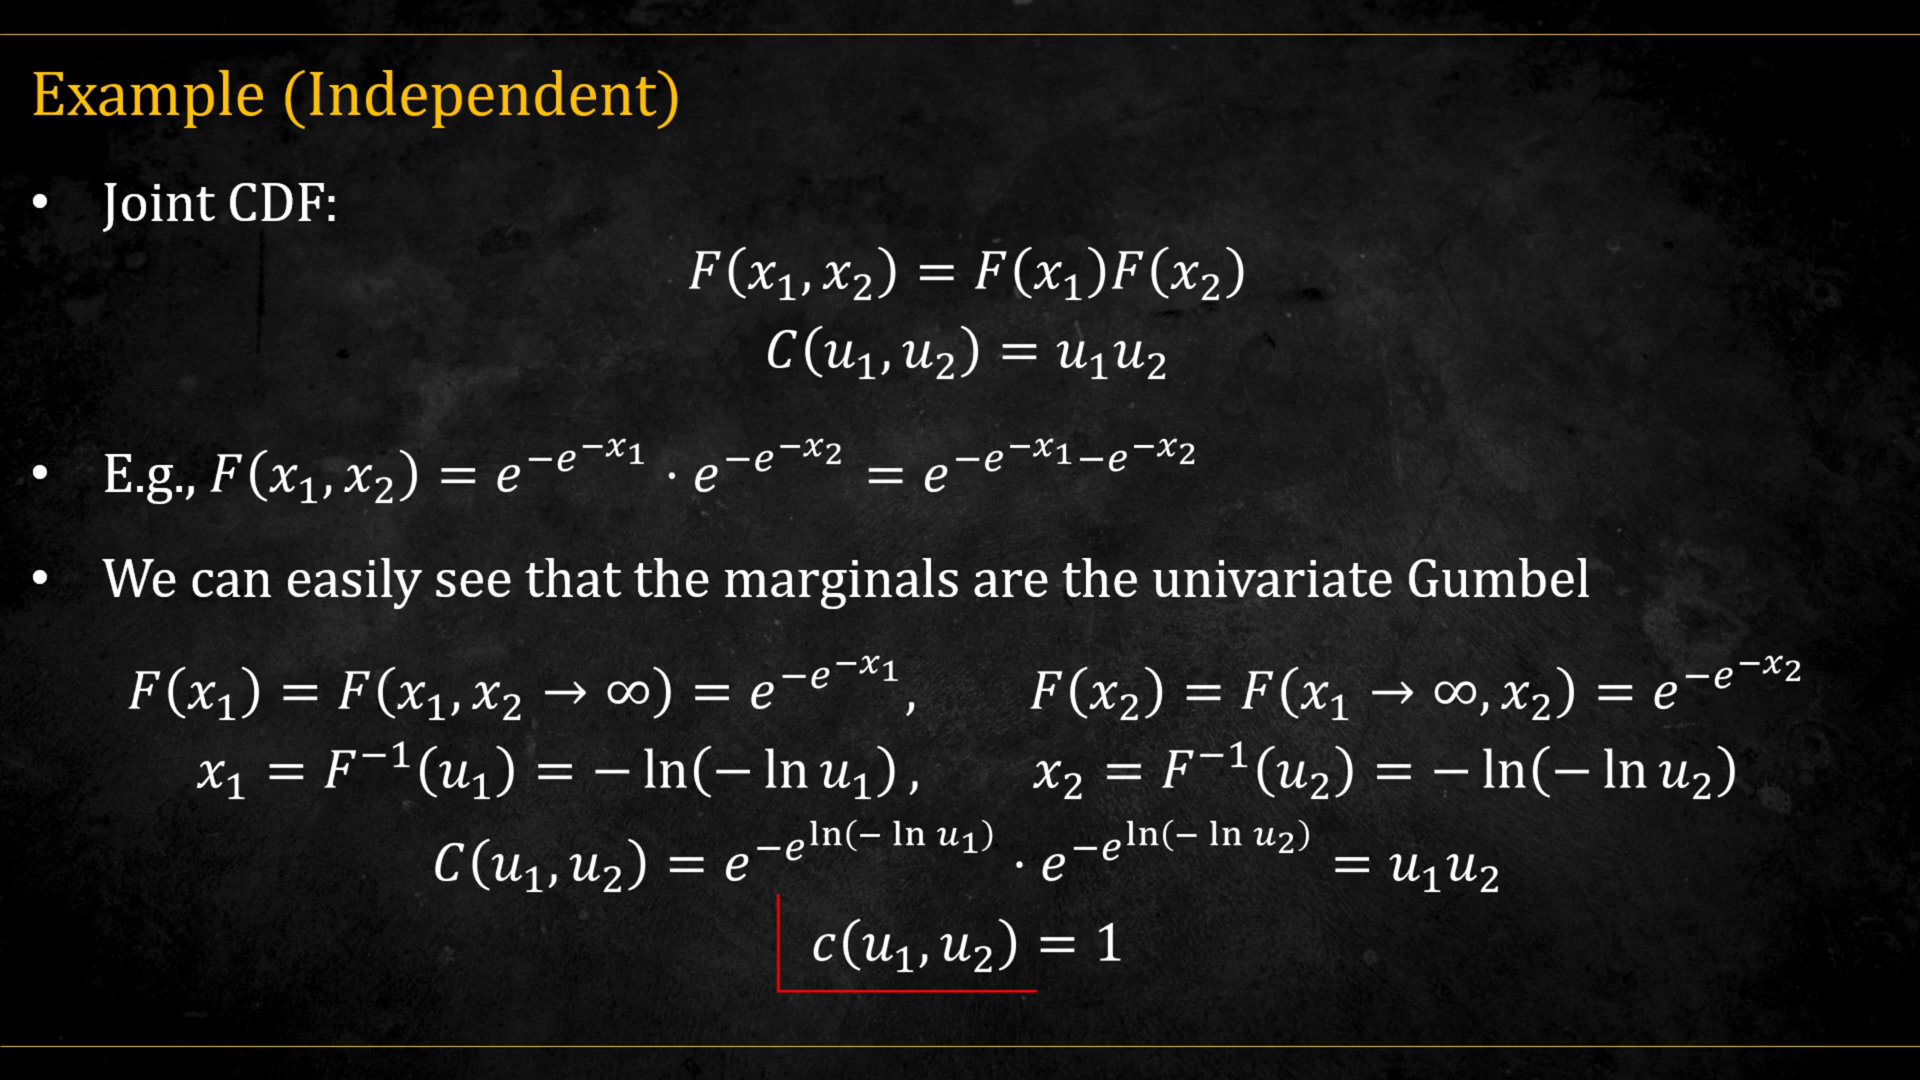 Example (Independent)
• Joint CDF:
F(x₁, x₂) = F(x₁)F(x₂)
C(u₁, u₂) = u₁u₂
• E.g., F(x₁, x₂) = e^{-e^{-x₁}} · e^{-e^{-x₂}} = e^{-e^{-x₁}-e^{-x₂}}
• We can easily see that the marginals are the univariate Gumbel
F(x₁) = F(x₁, x₂ → ∞) = e^{-e^{-x₁}}, F(x₂) = F(x₁ → ∞, x₂) = e^{-e^{-x₂}}
x₁ = F⁻¹(u₁) = − ln(− ln u₁), x₂ = F⁻¹(u₂) = − ln(− ln u₂)
C(u₁, u₂) = e^{-e^{ln(− ln u₁)}} · e^{-e^{ln(− ln u₂)}} = u₁u₂
c(u₁, u₂) = 1